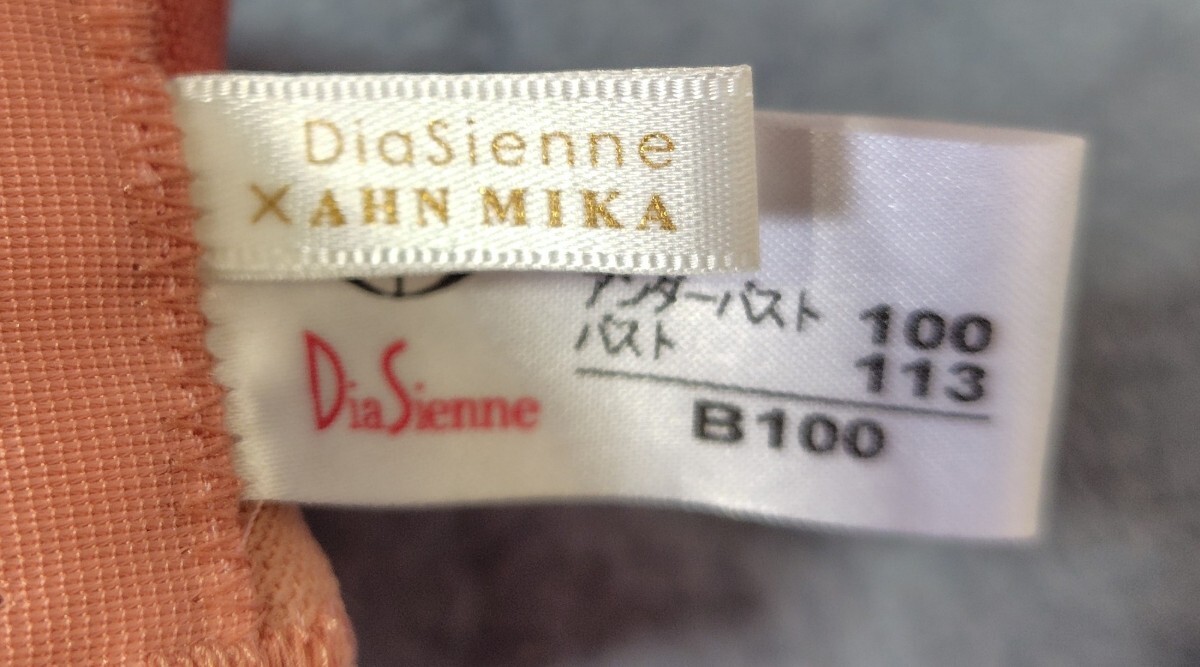 DiaSienne
×AHN MIKA
アンダーバスト 100
バスト 113
B100
DiaSienne